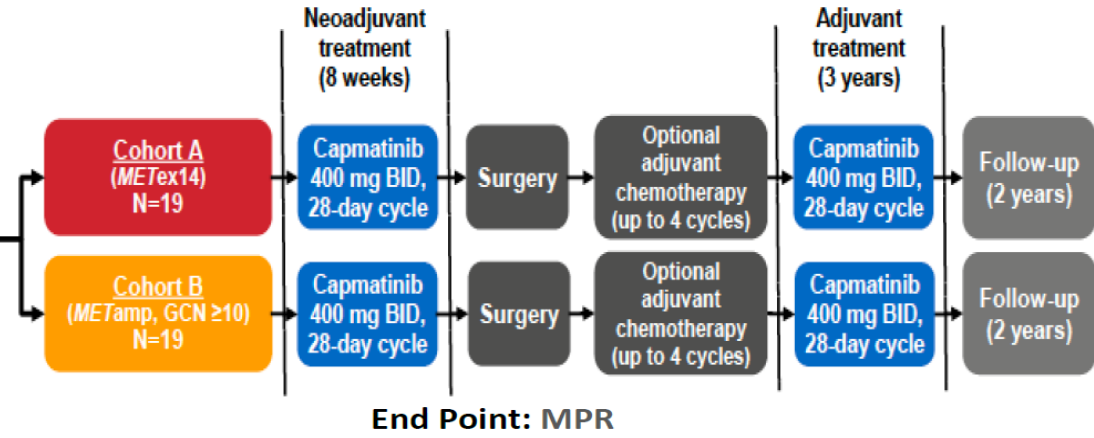 Neoadjuvant
treatment
(8 weeks)
Adjuvant
treatment
(3 years)
Cohort A
(METex14)
N=19
Capmatinib
400 mg BID,
28-day cycle
Surgery
Optional
adjuvant
chemotherapy
(up to 4 cycles)
Capmatinib
400 mg BID,
28-day cycle
Follow-up
(2 years)
Cohort B
(METamp, GCN ≥10)
N=19
Capmatinib
400 mg BID,
28-day cycle
Surgery
Optional
adjuvant
chemotherapy
(up to 4 cycles)
Capmatinib
400 mg BID,
28-day cycle
Follow-up
(2 years)
End Point: MPR